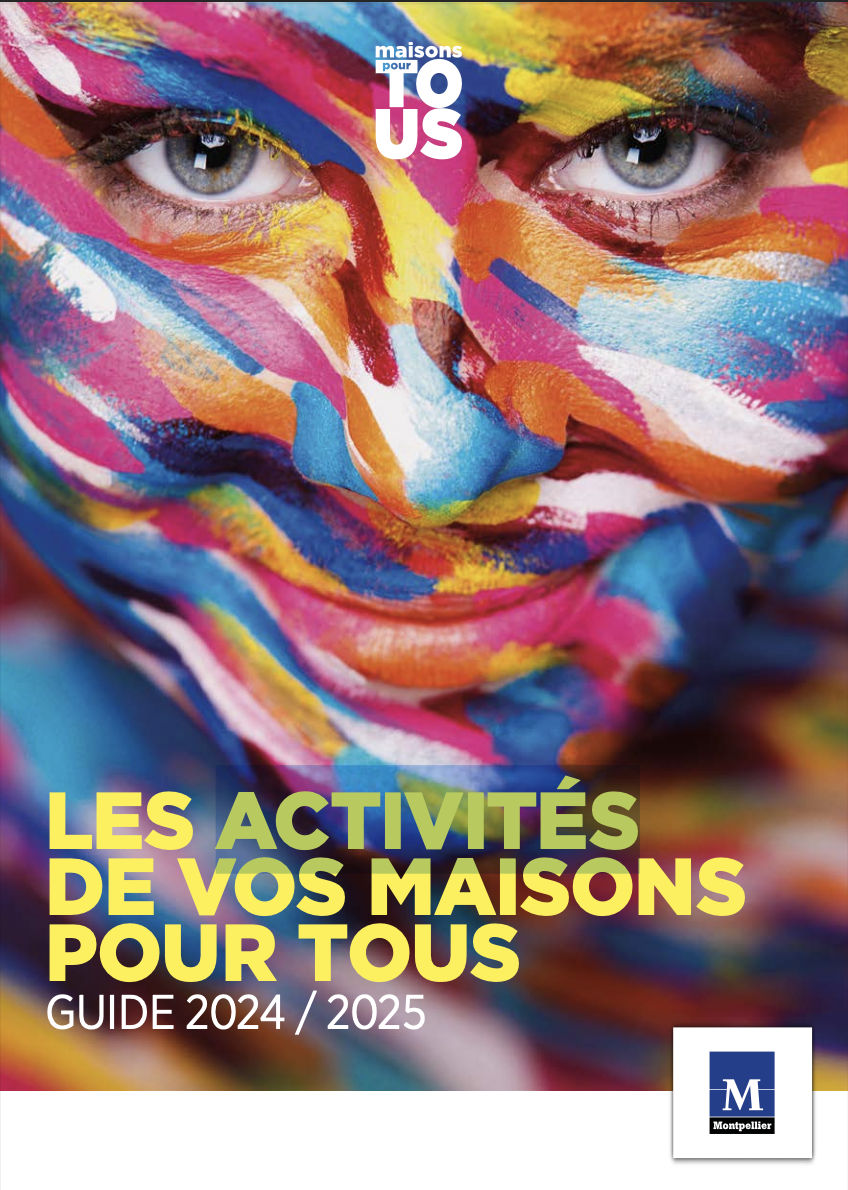 maisons
pour
TO
US
LES ACTIVITÉS
DE VOS MAISONS
POUR TOUS
GUIDE 2024 / 2025
M
Montpellier